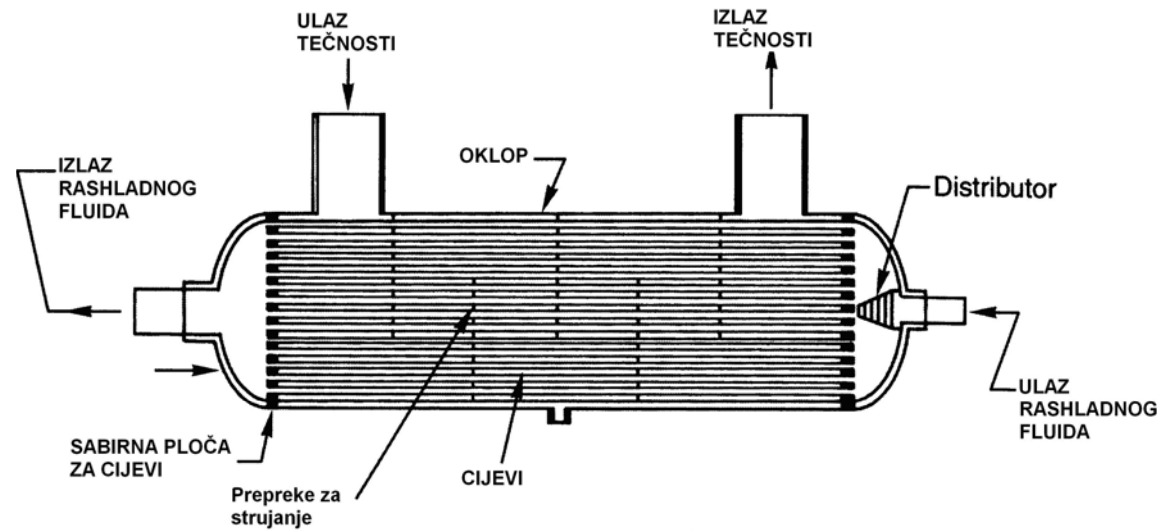 ULAZ
TEČNOSTI
IZLAZ
TEČNOSTI
OKLOP
IZLAZ
RASHLADNOG
FLUIDA
Distributor
ULAZ
RASHLADNOG
FLUIDA
SABIRNA PLOČA
ZA CIJEVI
CIJEVI
Prepreke za
strujanje